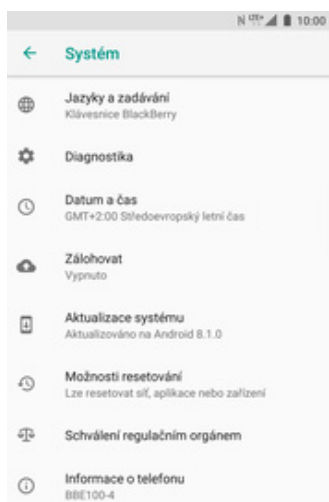 10:00
Systém
Jazyky a zadávání
Klávesnice BlackBerry
Diagnostika
Datum a čas
GMT+2:00 Středoevropský letní čas
Zálohovat
Vypnuto
Aktualizace systému
Aktualizováno na Android 8.1.0
Možnosti resetování
Lze resetovat síť, aplikace nebo zařízení
Schválení regulačním orgánem
Informace o telefonu
BBE100-4